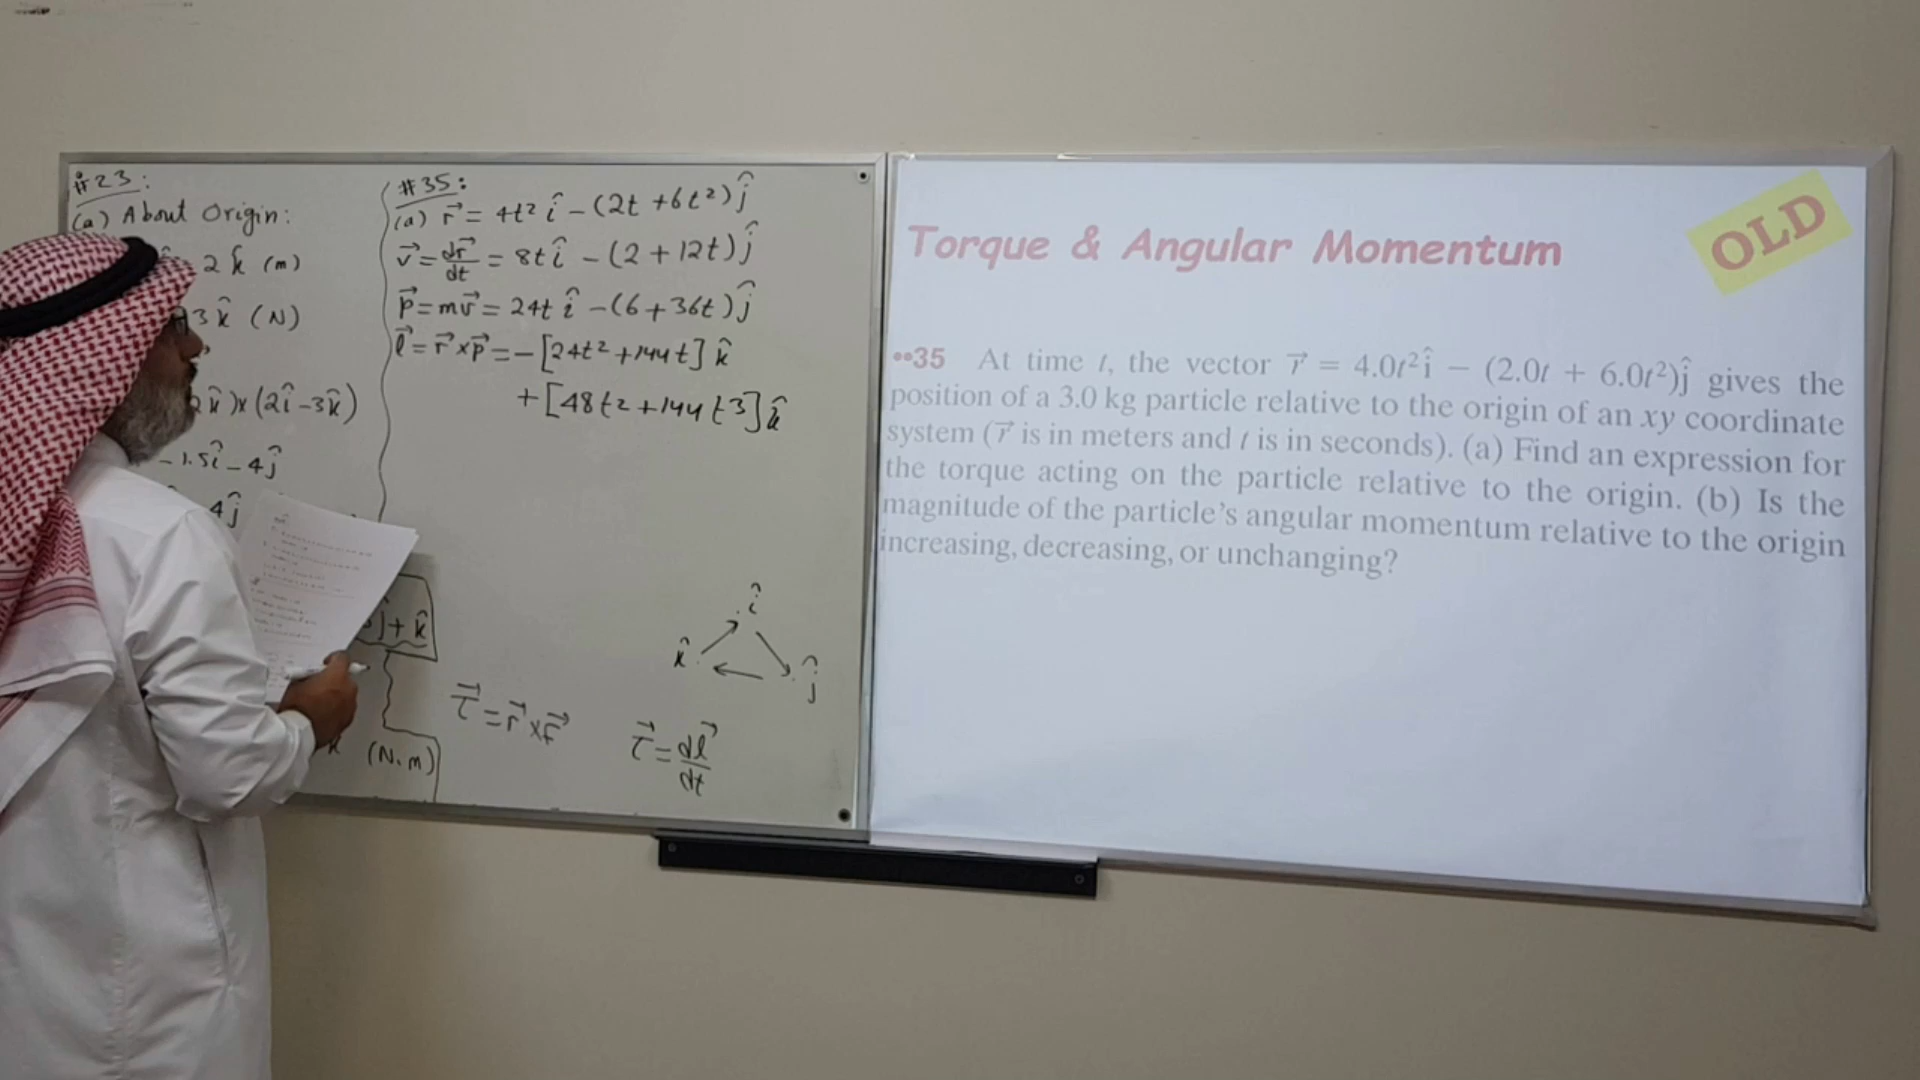 #23:
(a) About Origin:
2 k̂ (m)
3 k̂ (N)
k̂)×(2î-3k̂)
-1.5î-4ĵ
4ĵ
ĵ+k̂
k̂ (N.m)
#35:
(a) r⃗ = 4t² î - (2t + 6t²) ĵ
v⃗ = dr⃗/dt = 8t î - (2 + 12t) ĵ
p⃗ = mv⃗ = 24t î - (6 + 36t) ĵ
l⃗ = r⃗ × p⃗ = - [24t² + 144t] k̂
+ [48t² + 144t³] k̂
î
k̂
ĵ
τ⃗ = r⃗ × F⃗
τ⃗ = dl⃗/dt
OLD
Torque & Angular Momentum
••35 At time t, the vector r⃗ = 4.0t²î − (2.0t + 6.0t²)ĵ gives the
position of a 3.0 kg particle relative to the origin of an xy coordinate
system (r⃗ is in meters and t is in seconds). (a) Find an expression for
the torque acting on the particle relative to the origin. (b) Is the
magnitude of the particle's angular momentum relative to the origin
increasing, decreasing, or unchanging?